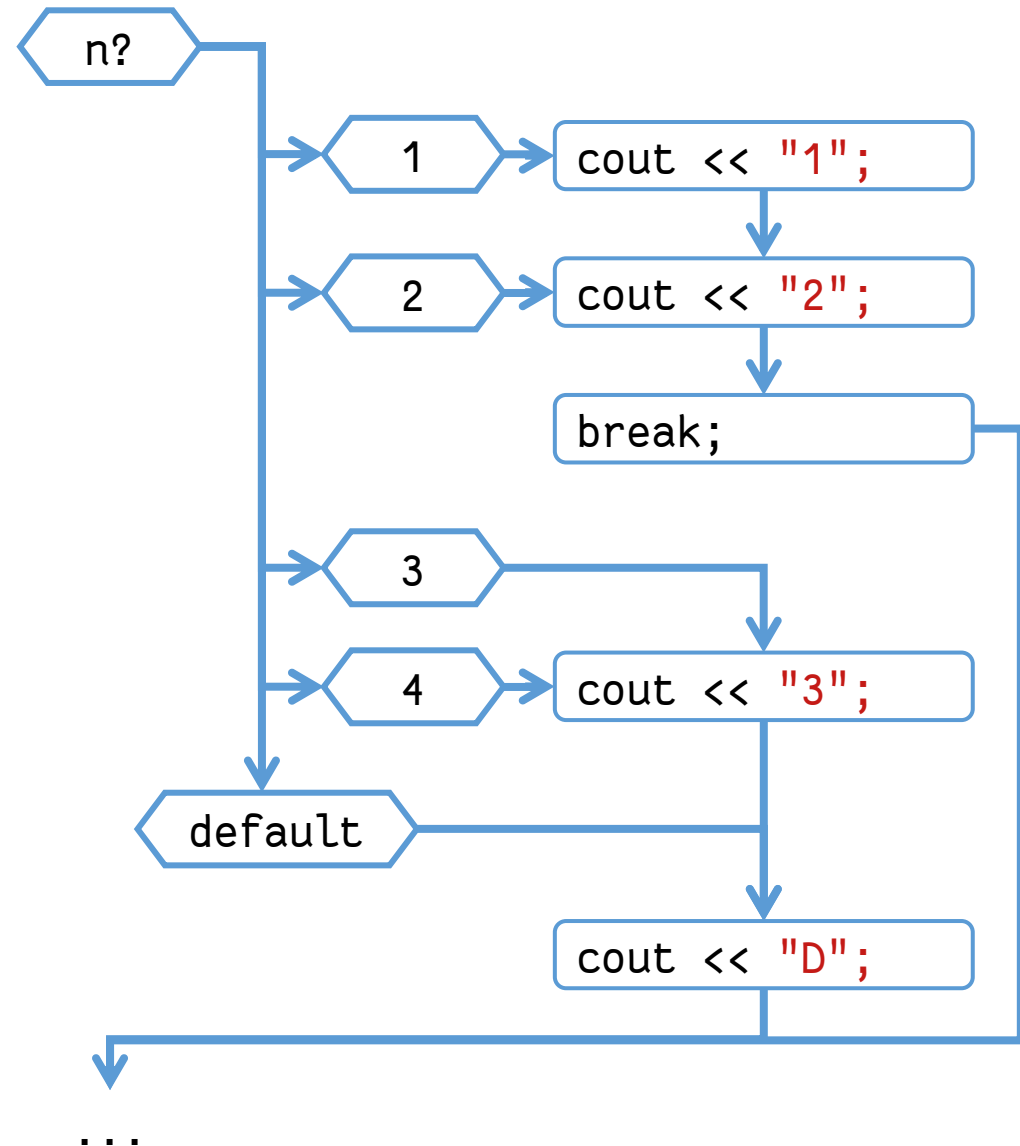 n?
1
cout << "1";
2
cout << "2";
break;
3
4
cout << "3";
default
cout << "D";
...